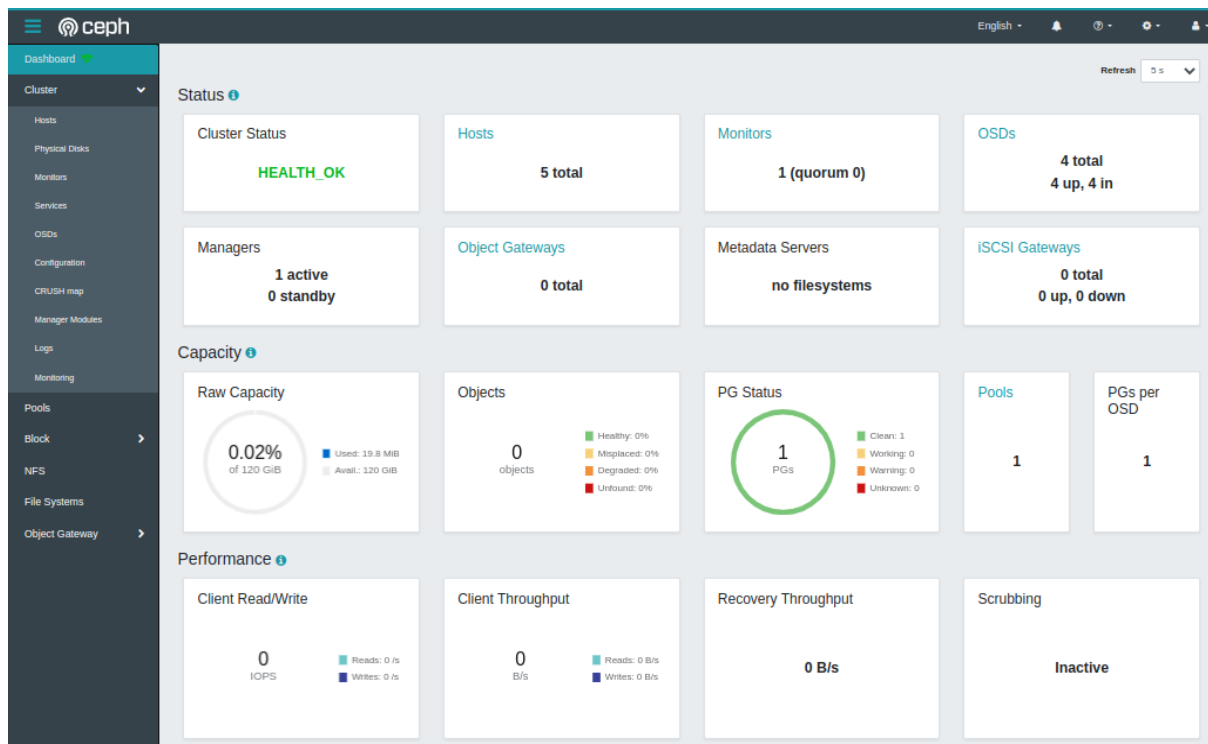 ceph
English
Dashboard
Cluster
Hosts
Physical Disks
Monitors
Services
OSDs
Configuration
CRUSH map
Manager Modules
Logs
Monitoring
Pools
Block
NFS
File Systems
Object Gateway
Refresh 5 s
Status
Cluster Status
HEALTH_OK
Hosts
5 total
Monitors
1 (quorum 0)
OSDs
4 total
4 up, 4 in
Managers
1 active
0 standby
Object Gateways
0 total
Metadata Servers
no filesystems
iSCSI Gateways
0 total
0 up, 0 down
Capacity
Raw Capacity
0.02%
of 120 GiB
Used: 19.8 MiB
Avail.: 120 GiB
Objects
0
objects
Healthy: 0%
Misplaced: 0%
Degraded: 0%
Unfound: 0%
PG Status
1
PGs
Clean: 1
Working: 0
Warning: 0
Unknown: 0
Pools
1
PGs per
OSD
1
Performance
Client Read/Write
0
IOPS
Reads: 0 /s
Writes: 0 /s
Client Throughput
0
B/s
Reads: 0 B/s
Writes: 0 B/s
Recovery Throughput
0 B/s
Scrubbing
Inactive